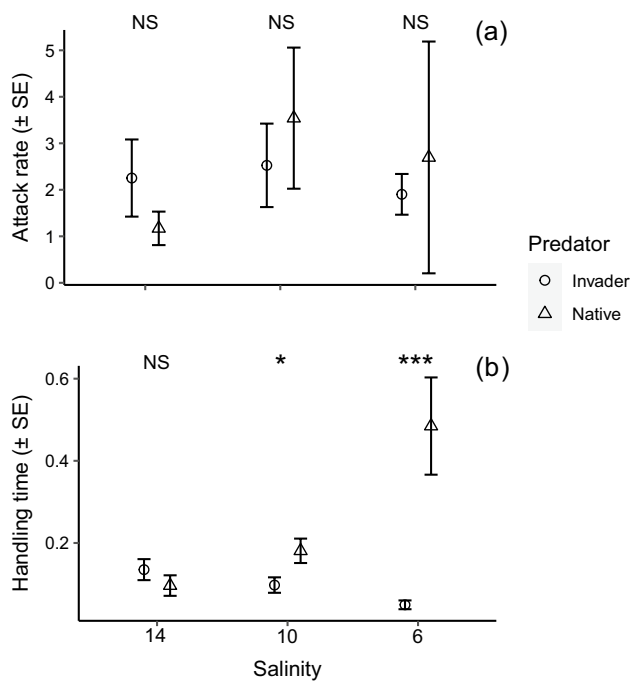 NS NS NS (a)
5
4
3
2
1
0
Attack rate (± SE)
Predator
Invader
Native
NS * *** (b)
0.6
0.4
0.2
Handling time (± SE)
14 10 6
Salinity